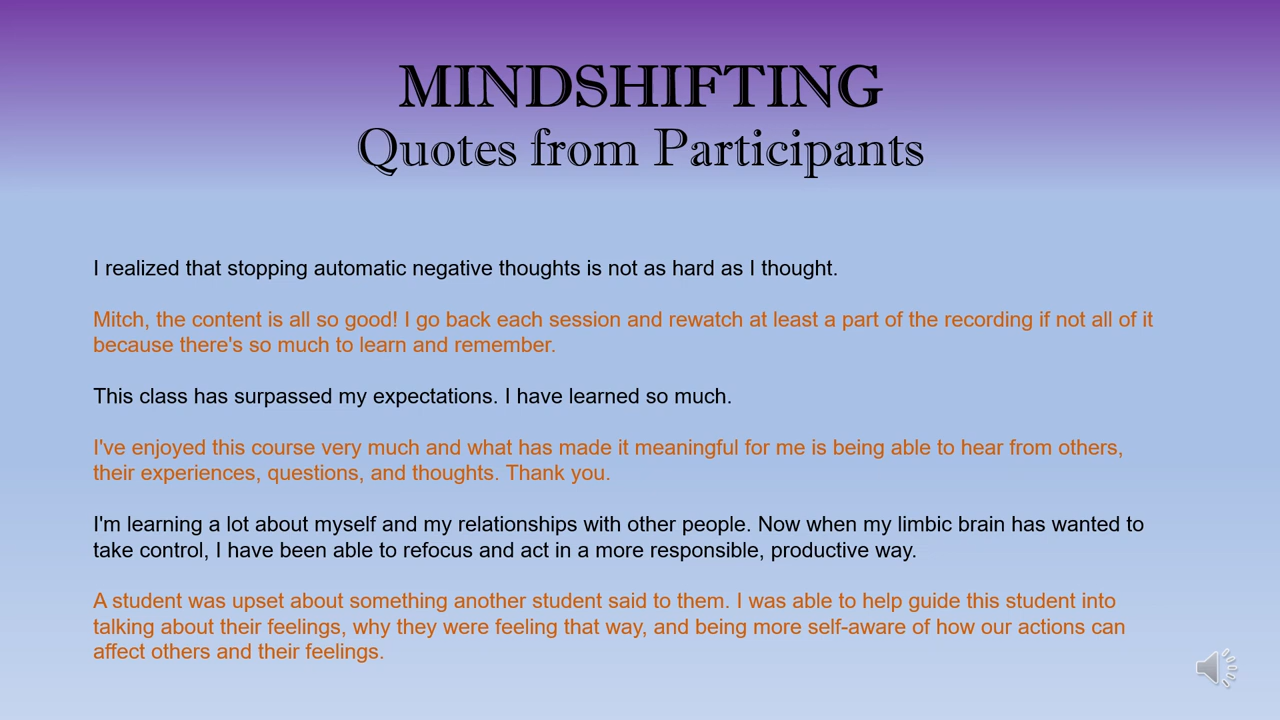 MINDSHIFTING
Quotes from Participants
I realized that stopping automatic negative thoughts is not as hard as I thought.
Mitch, the content is all so good! I go back each session and rewatch at least a part of the recording if not all of it
because there's so much to learn and remember.
This class has surpassed my expectations. I have learned so much.
I've enjoyed this course very much and what has made it meaningful for me is being able to hear from others,
their experiences, questions, and thoughts. Thank you.
I'm learning a lot about myself and my relationships with other people. Now when my limbic brain has wanted to
take control, I have been able to refocus and act in a more responsible, productive way.
A student was upset about something another student said to them. I was able to help guide this student into
talking about their feelings, why they were feeling that way, and being more self-aware of how our actions can
affect others and their feelings.